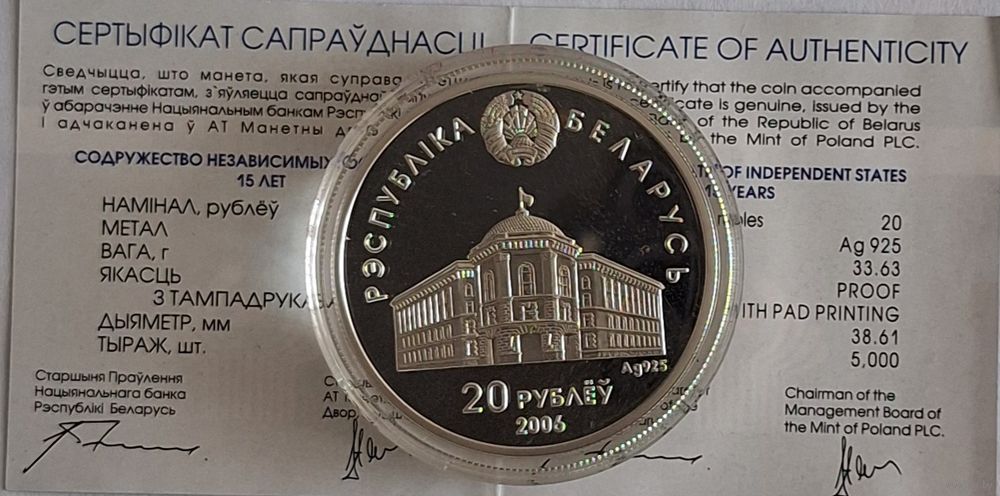 СЕРТЫФІКАТ САПРАЎДНАСЦІ
Сведчыцца, што манета, якая суправа
гэтым сертыфікатам, з'яўляецца сапраўднай
ў абарачэнне Нацыянальным банкам Рэсп
І адчаканена ў АТ Манетны
СОДРУЖЕСТВО НЕЗАВИСИМЫХ
15 ЛЕТ
НАМІНАЛ, рублёў
МЕТАЛ
ВАГА, г
ЯКАСЦЬ
З ТАМПАДРУКА
ДЫЯМЕТР, мм
ТЫРАЖ, шт.
Старшыня Праўлення
Нацыянальнага банка
Рэспублікі Беларусь
АТ
Двор
РЭСПУБЛІКА БЕЛАРУСЬ
Ag925
20 РУБЛЁЎ
2006
CERTIFICATE OF AUTHENTICITY
certify that the coin accompanied
is genuine, issued by the
of the Republic of Belarus
the Mint of Poland PLC.
OF INDEPENDENT STATES
YEARS
20
Ag 925
33.63
PROOF
WITH PAD PRINTING
38.61
5,000
Chairman of the
Management Board of
the Mint of Poland PLC.